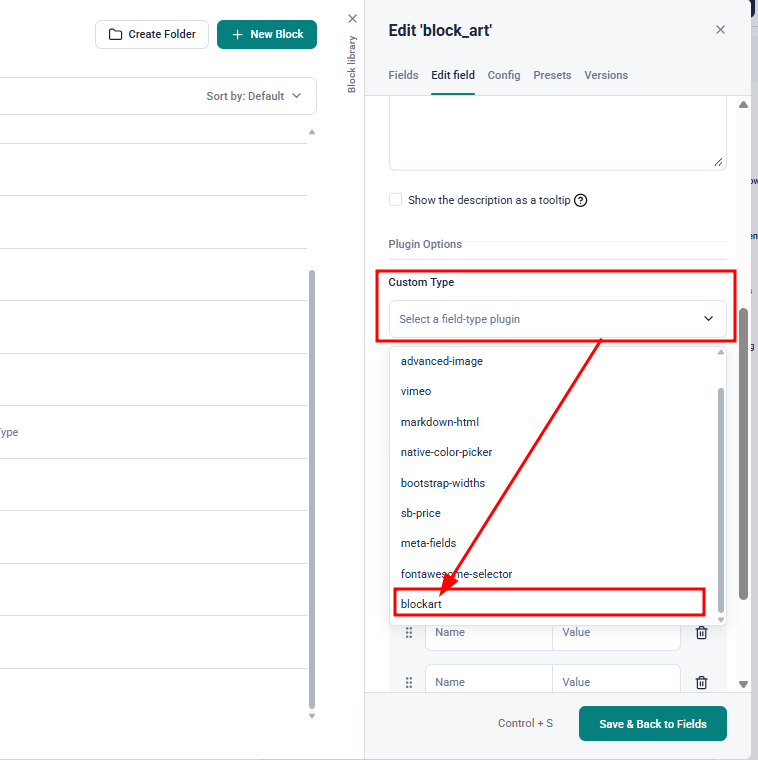 Create Folder
New Block
Sort by: Default
Type
Block library
Edit 'block_art'
Fields Edit field Config Presets Versions
Show the description as a tooltip
Plugin Options
Custom Type
Select a field-type plugin
advanced-image
vimeo
markdown-html
native-color-picker
bootstrap-widths
sb-price
meta-fields
fontawesome-selector
blockart
Name Value
Name Value
Control + S
Save & Back to Fields